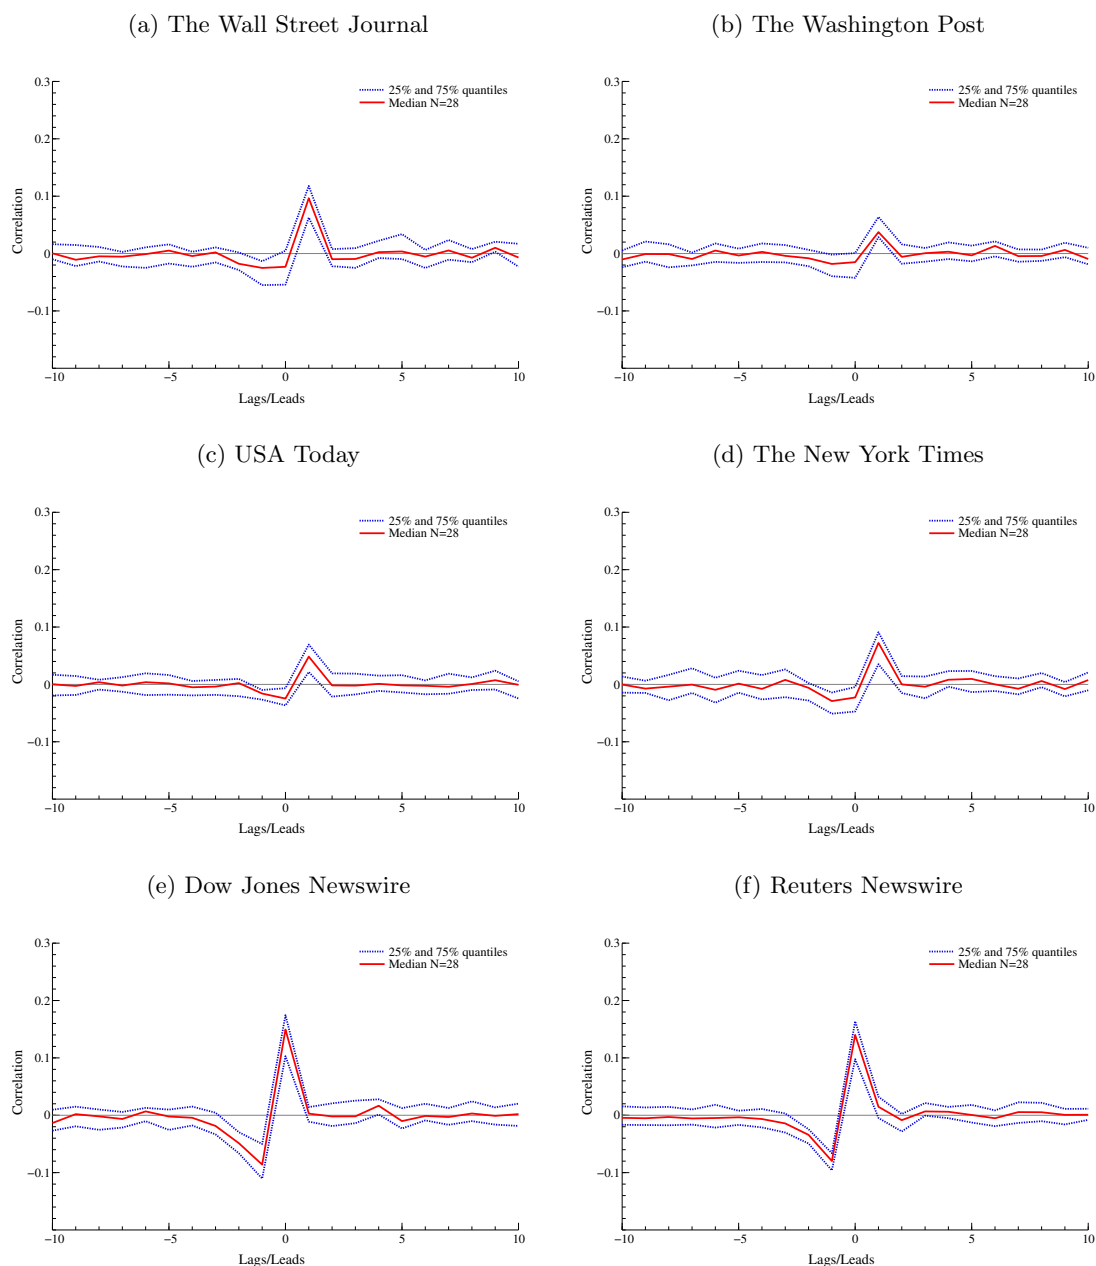 (a) The Wall Street Journal
(b) The Washington Post
0.3
0.2
0.1
0
−0.1
−10
−5
0
5
10
Correlation
Lags/Leads
25% and 75% quantiles
Median N=28
0.3
0.2
0.1
0
−0.1
−10
−5
0
5
10
Correlation
Lags/Leads
25% and 75% quantiles
Median N=28
(c) USA Today
(d) The New York Times
0.3
0.2
0.1
0
−0.1
−10
−5
0
5
10
Correlation
Lags/Leads
25% and 75% quantiles
Median N=28
0.3
0.2
0.1
0
−0.1
−10
−5
0
5
10
Correlation
Lags/Leads
25% and 75% quantiles
Median N=28
(e) Dow Jones Newswire
(f) Reuters Newswire
0.3
0.2
0.1
0
−0.1
−10
−5
0
5
10
Correlation
Lags/Leads
25% and 75% quantiles
Median N=28
0.3
0.2
0.1
0
−0.1
−10
−5
0
5
10
Correlation
Lags/Leads
25% and 75% quantiles
Median N=28